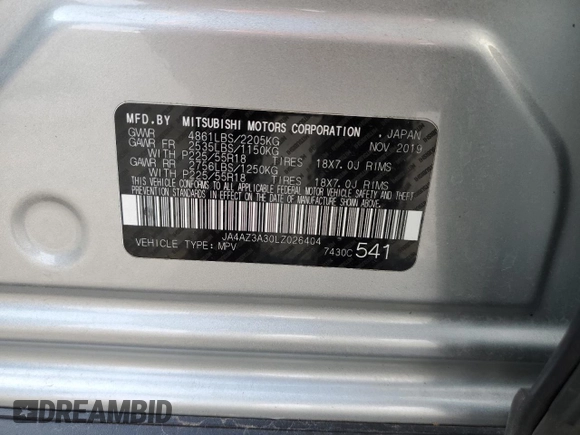 MFD.BY MITSUBISHI MOTORS CORPORATION , JAPAN
GVWR 4861LBS/2205KG NOV 2019
GAWR FR 2535LBS/1150KG
WITH P225/55R18 TIRES 18X7.0J RIMS
GAWR RR 2756LBS/1250KG
WITH P225/55R18 TIRES 18X7.0J RIMS
THIS VEHICLE CONFORMS TO ALL APPLICABLE FEDERAL MOTOR VEHICLE SAFETY, BUMPER AND THEFT
PREVENTION STANDARDS IN EFFECT ON THE DATE OF MANUFACTURE SHOWN ABOVE.
JA4AZ3A30LZ026404
VEHICLE TYPE:MPV 7430C 541
DREAMBID